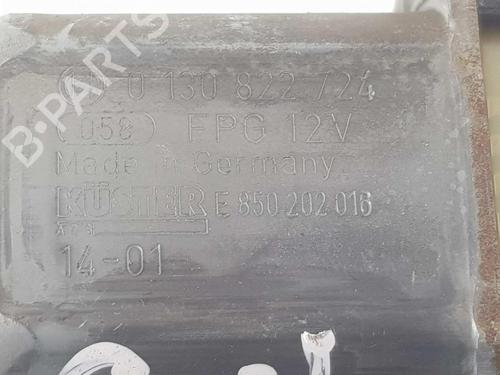 B-PARTS
0 130 822 724
(058) FPG 12V
Made in Germany
KÜSTER E 850 202 016
14-01